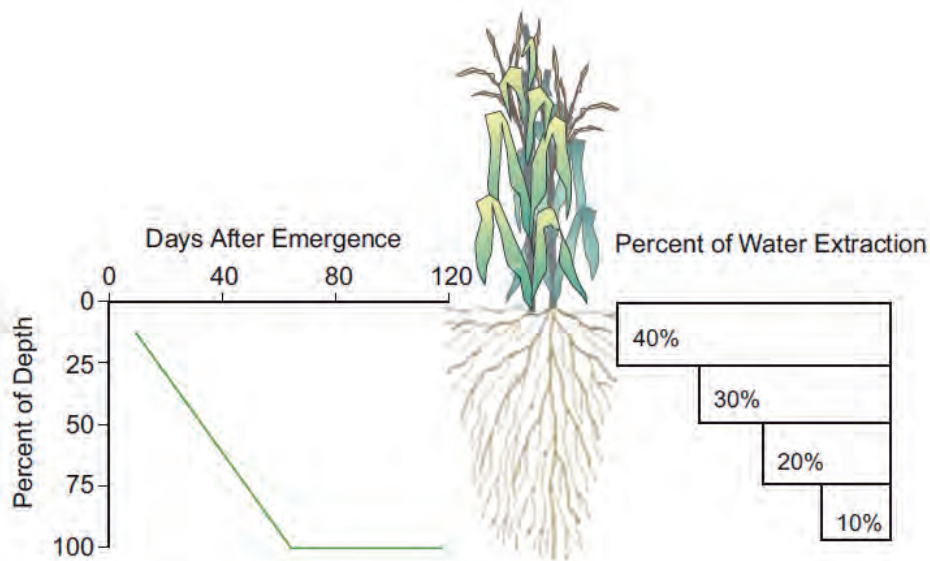 Days After Emergence
0 40 80 120
Percent of Depth
0
25
50
75
100
Percent of Water Extraction
40%
30%
20%
10%